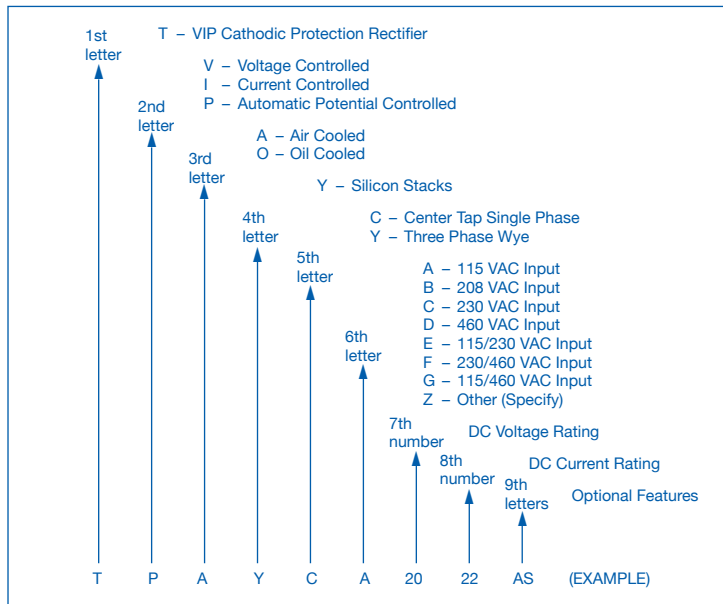 1st letter
T – VIP Cathodic Protection Rectifier
2nd letter
V – Voltage Controlled
I – Current Controlled
P – Automatic Potential Controlled
3rd letter
A – Air Cooled
O – Oil Cooled
4th letter
Y – Silicon Stacks
5th letter
C – Center Tap Single Phase
Y – Three Phase Wye
6th letter
A – 115 VAC Input
B – 208 VAC Input
C – 230 VAC Input
D – 460 VAC Input
E – 115/230 VAC Input
F – 230/460 VAC Input
G – 115/460 VAC Input
Z – Other (Specify)
7th number
DC Voltage Rating
8th number
DC Current Rating
9th letters
Optional Features
T P A Y C A 20 22 AS (EXAMPLE)